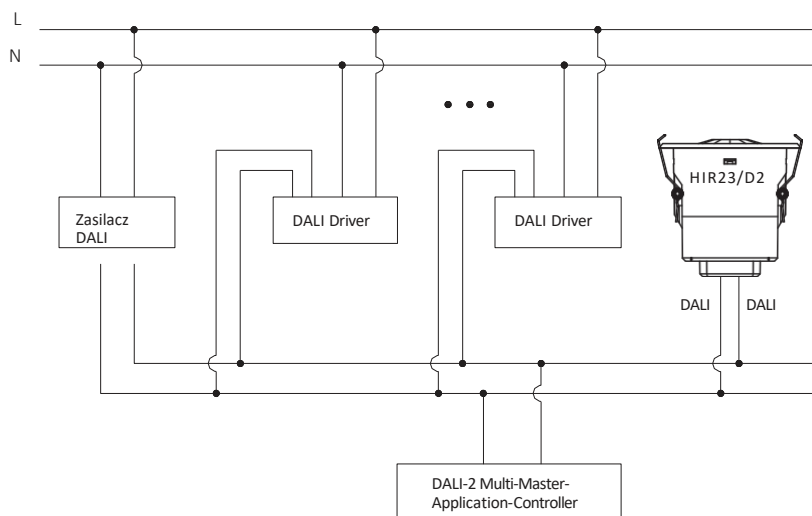 L
N
HIR23/D2
Zasilacz
DALI
DALI Driver
DALI Driver
DALI
DALI
DALI-2 Multi-Master-
Application-Controller